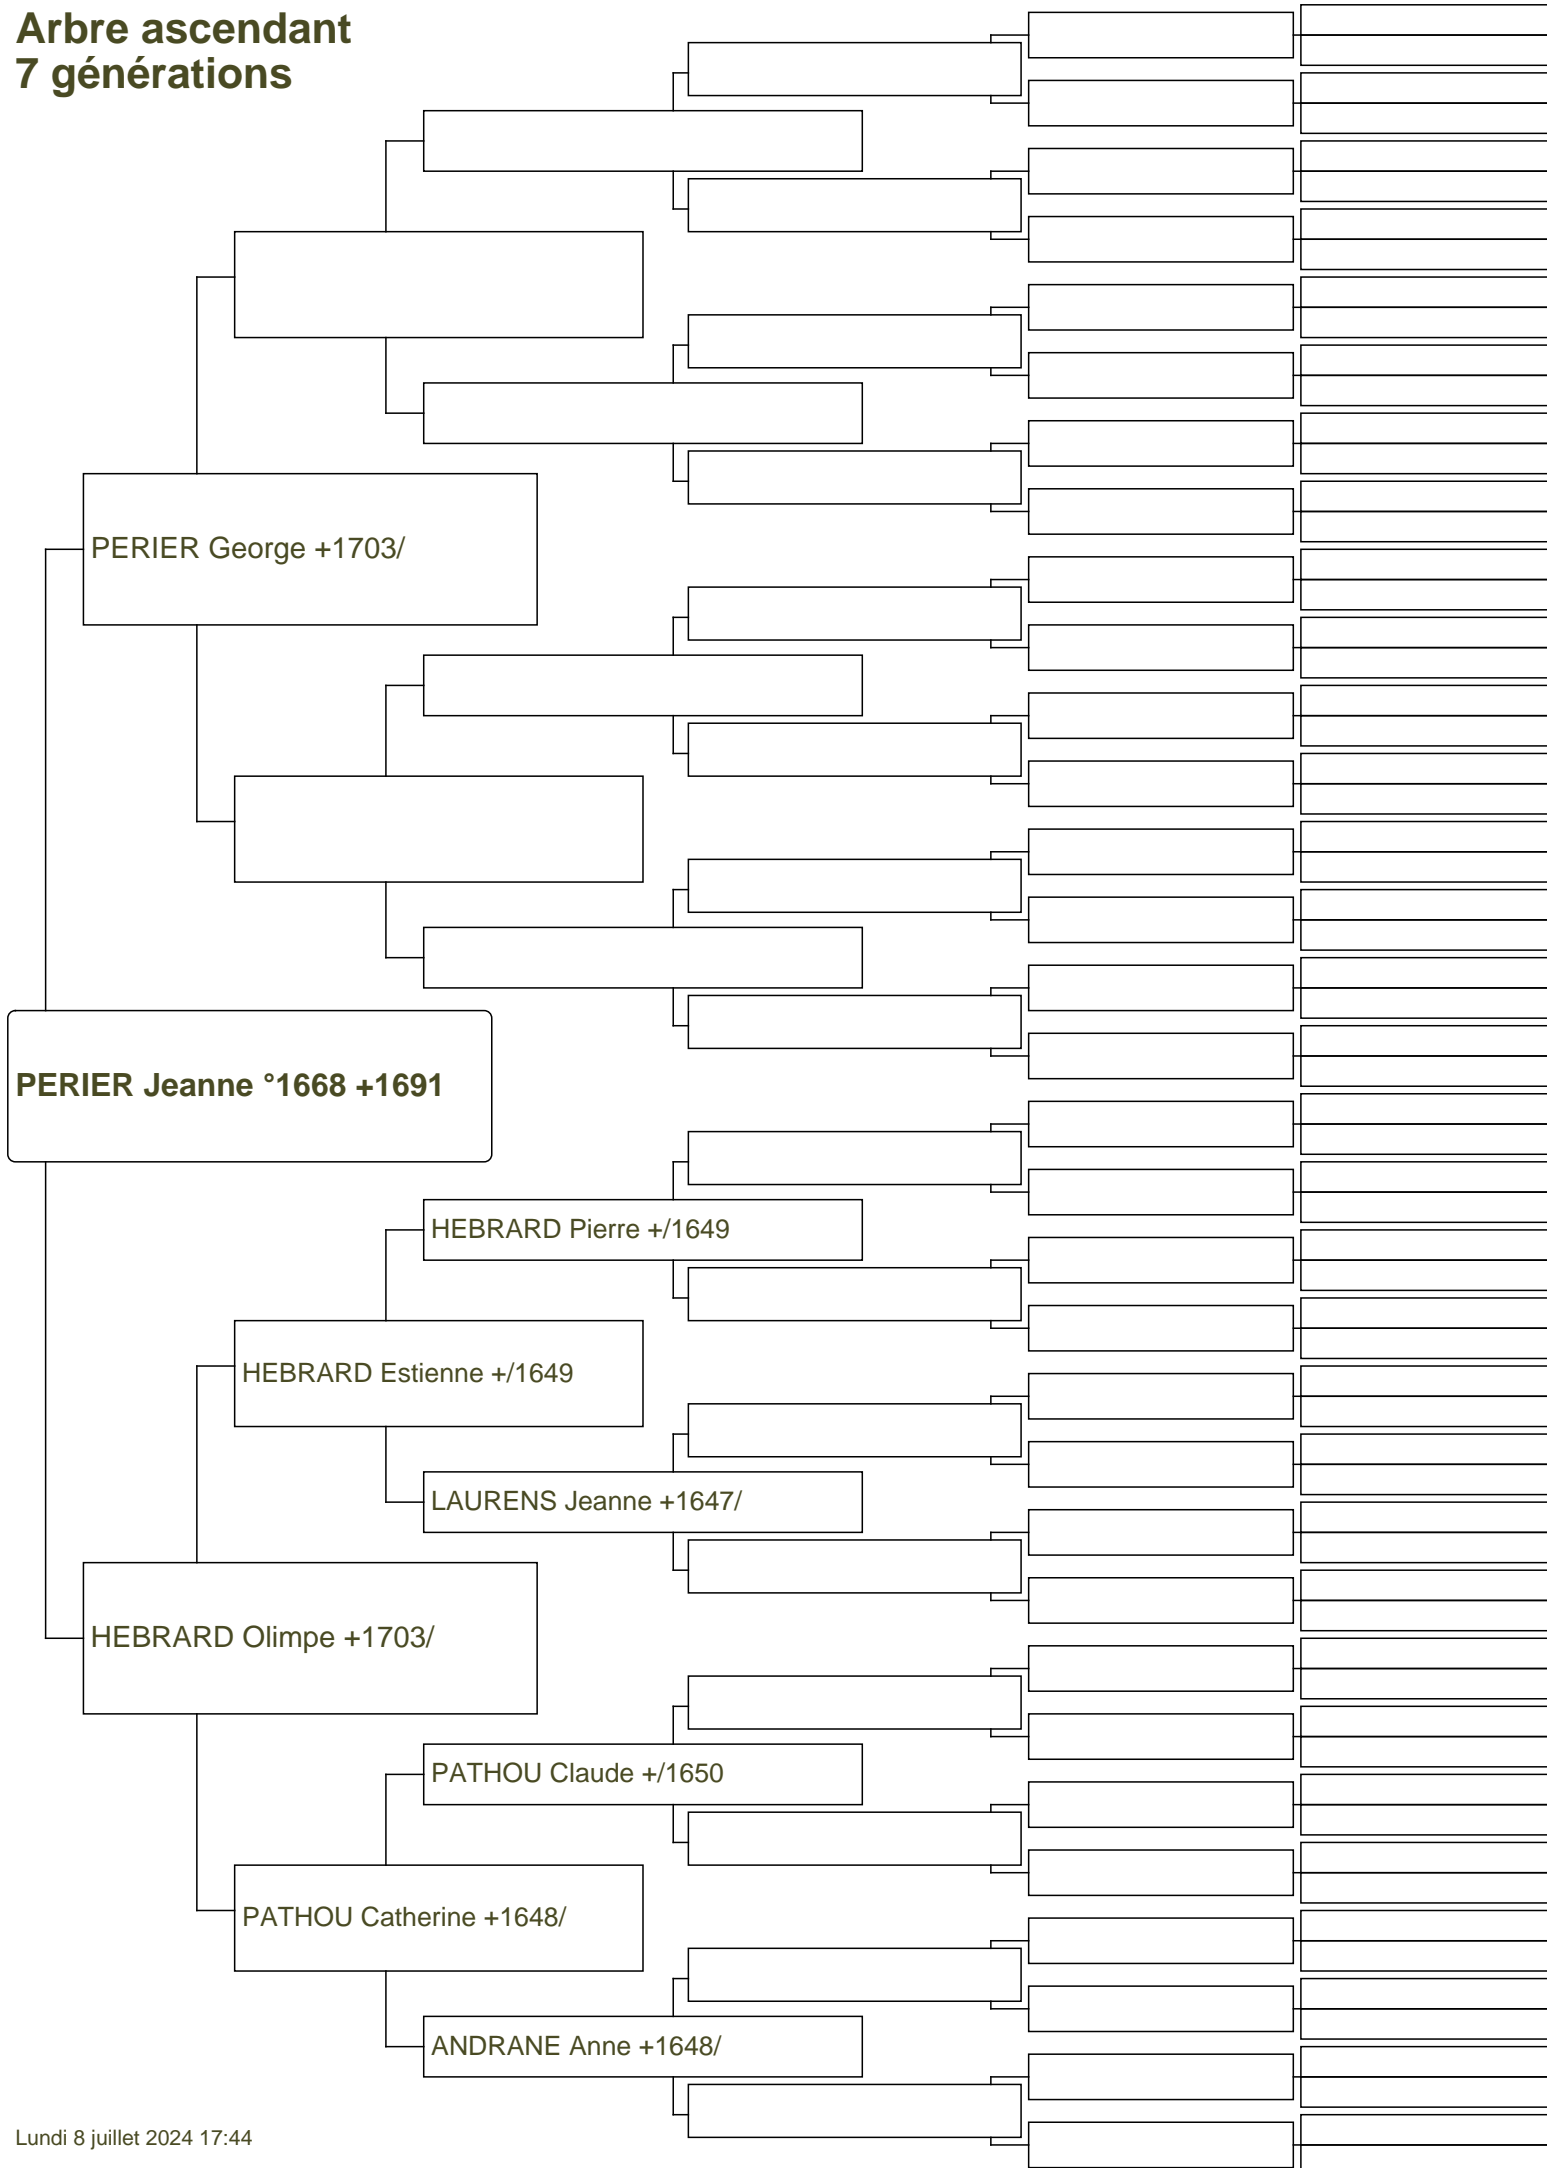 Arbre ascendant
7 générations
PERIER George +1703/
PERIER Jeanne °1668 +1691
HEBRARD Pierre +/1649
HEBRARD Estienne +/1649
LAURENS Jeanne +1647/
HEBRARD Olimpe +1703/
PATHOU Claude +/1650
PATHOU Catherine +1648/
ANDRANE Anne +1648/
Lundi 8 juillet 2024 17:44